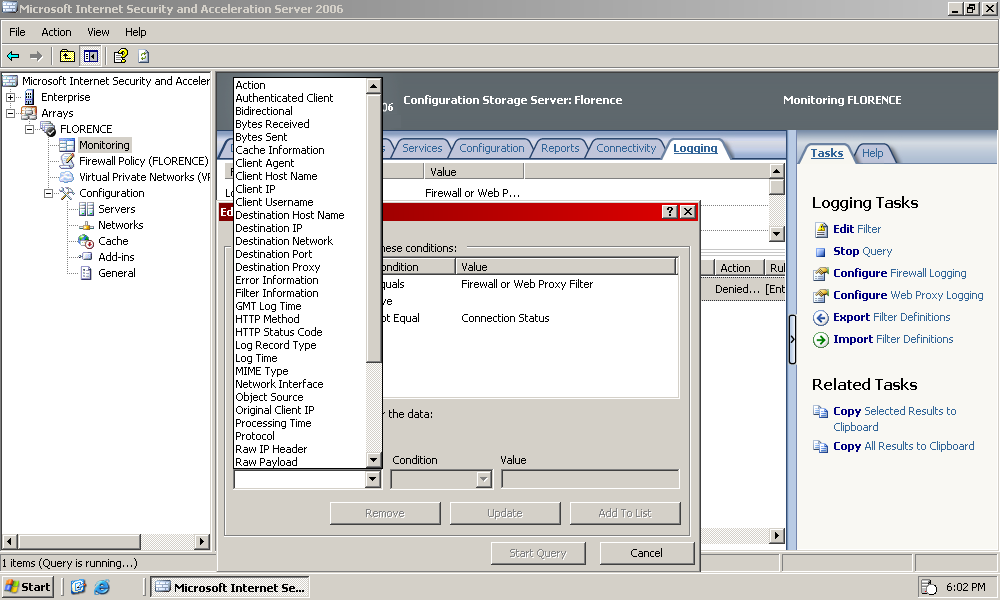 Microsoft Internet Security and Acceleration Server 2006
File Action View Help
Microsoft Internet Security and Acceler
Enterprise
Arrays
FLORENCE
Monitoring
Firewall Policy (FLORENCE)
Virtual Private Networks (VP
Configuration
Servers
Networks
Cache
Add-ins
General
06
Configuration Storage Server: Florence
Monitoring FLORENCE
Services
Configuration
Reports
Connectivity
Logging
Value
Firewall or Web P...
Action
Rul
Denied...
[Ent
Ed
these conditions:
ondition
Value
quals
Firewall or Web Proxy Filter
ve
ot Equal
Connection Status
the data:
Action
Authenticated Client
Bidirectional
Bytes Received
Bytes Sent
Cache Information
Client Agent
Client Host Name
Client IP
Client Username
Destination Host Name
Destination IP
Destination Network
Destination Port
Destination Proxy
Error Information
Filter Information
GMT Log Time
HTTP Method
HTTP Status Code
Log Record Type
Log Time
MIME Type
Network Interface
Object Source
Original Client IP
Processing Time
Protocol
Raw IP Header
Raw Payload
Condition
Value
Remove
Update
Add To List
Start Query
Cancel
Tasks
Help
Logging Tasks
Edit Filter
Stop Query
Configure Firewall Logging
Configure Web Proxy Logging
Export Filter Definitions
Import Filter Definitions
Related Tasks
Copy Selected Results to
Clipboard
Copy All Results to Clipboard
1 items (Query is running...)
Start
Microsoft Internet Se...
6:02 PM